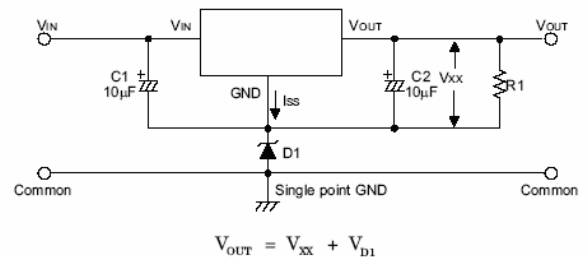 VIN VIN VOUT VOUT
C1
10μF
GND
ISS
C2
10μF
VXX
R1
D1
Common
Single point GND
Common
VOUT = VXX + VD1